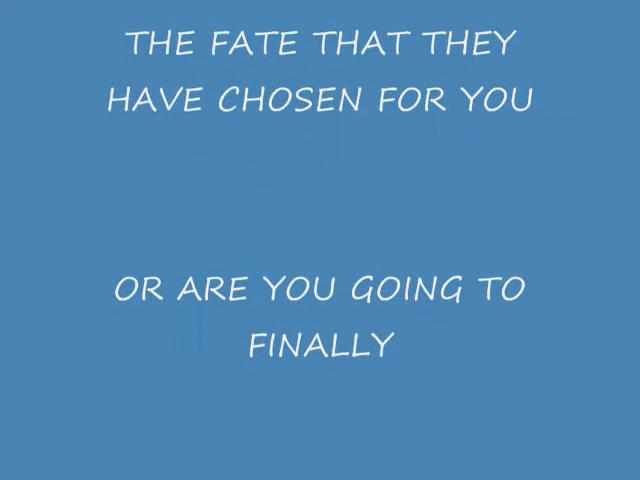 THE FATE THAT THEY
HAVE CHOSEN FOR YOU
OR ARE YOU GOING TO
FINALLY